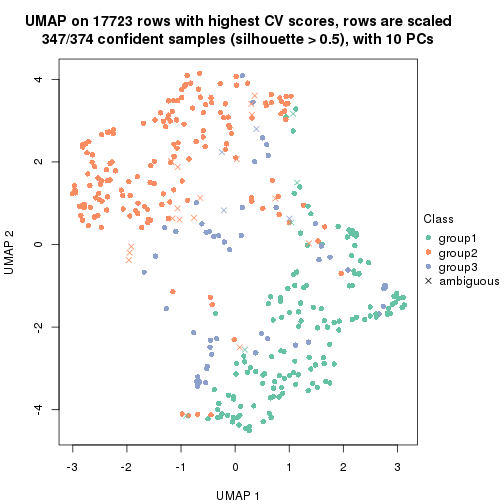 UMAP on 17723 rows with highest CV scores, rows are scaled
347/374 confident samples (silhouette > 0.5), with 10 PCs
4
2
0
-2
-4
UMAP 2
-3
-2
-1
0
1
2
3
UMAP 1
Class
group1
group2
group3
ambiguous